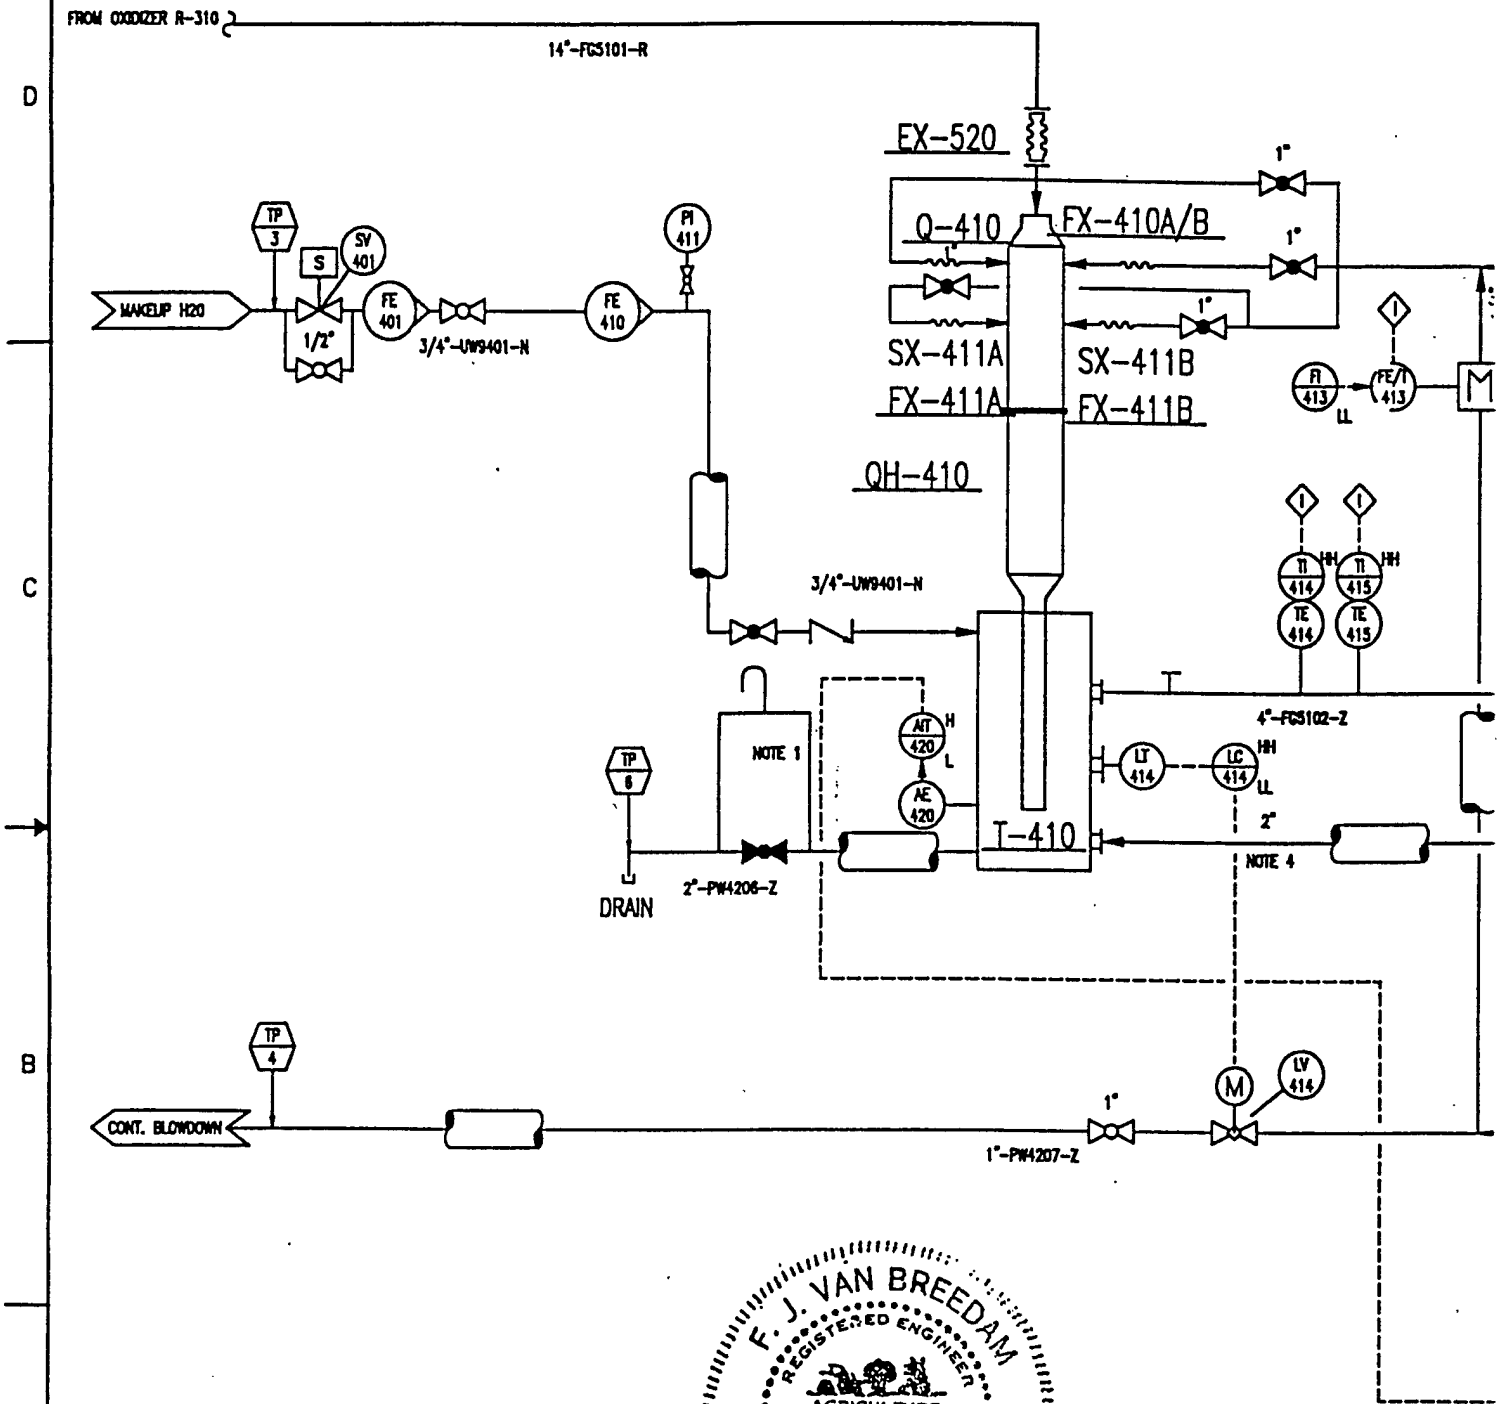 FROM OXIDIZER R-310
14"-FG5101-R
D
EX-520
1"
TP
3
SV
401
S
PI
411
Q-410
FX-410A/B
1"
1"
MAKEUP H20
FE
401
FE
410
1/2"
3/4"-UW9401-N
1"
I
SX-411A
SX-411B
FI
413
LL
FE/I
413
M
FX-411A
FX-411B
QH-410
I
I
C
3/4"-UW9401-N
TI
414
HH
TI
415
HH
TE
414
TE
415
4"-FG5102-Z
NOTE 1
AIT
420
H
L
TP
6
LT
414
LC
414
HH
LL
AE
420
2"
T-410
NOTE 4
2"-PW4206-Z
DRAIN
TP
4
B
M
LV
414
1"
CONT. BLOWDOWN
1"-PW4207-Z
F. J. VAN BREEDAM
REGISTERED ENGINEER
AGRICULTURE